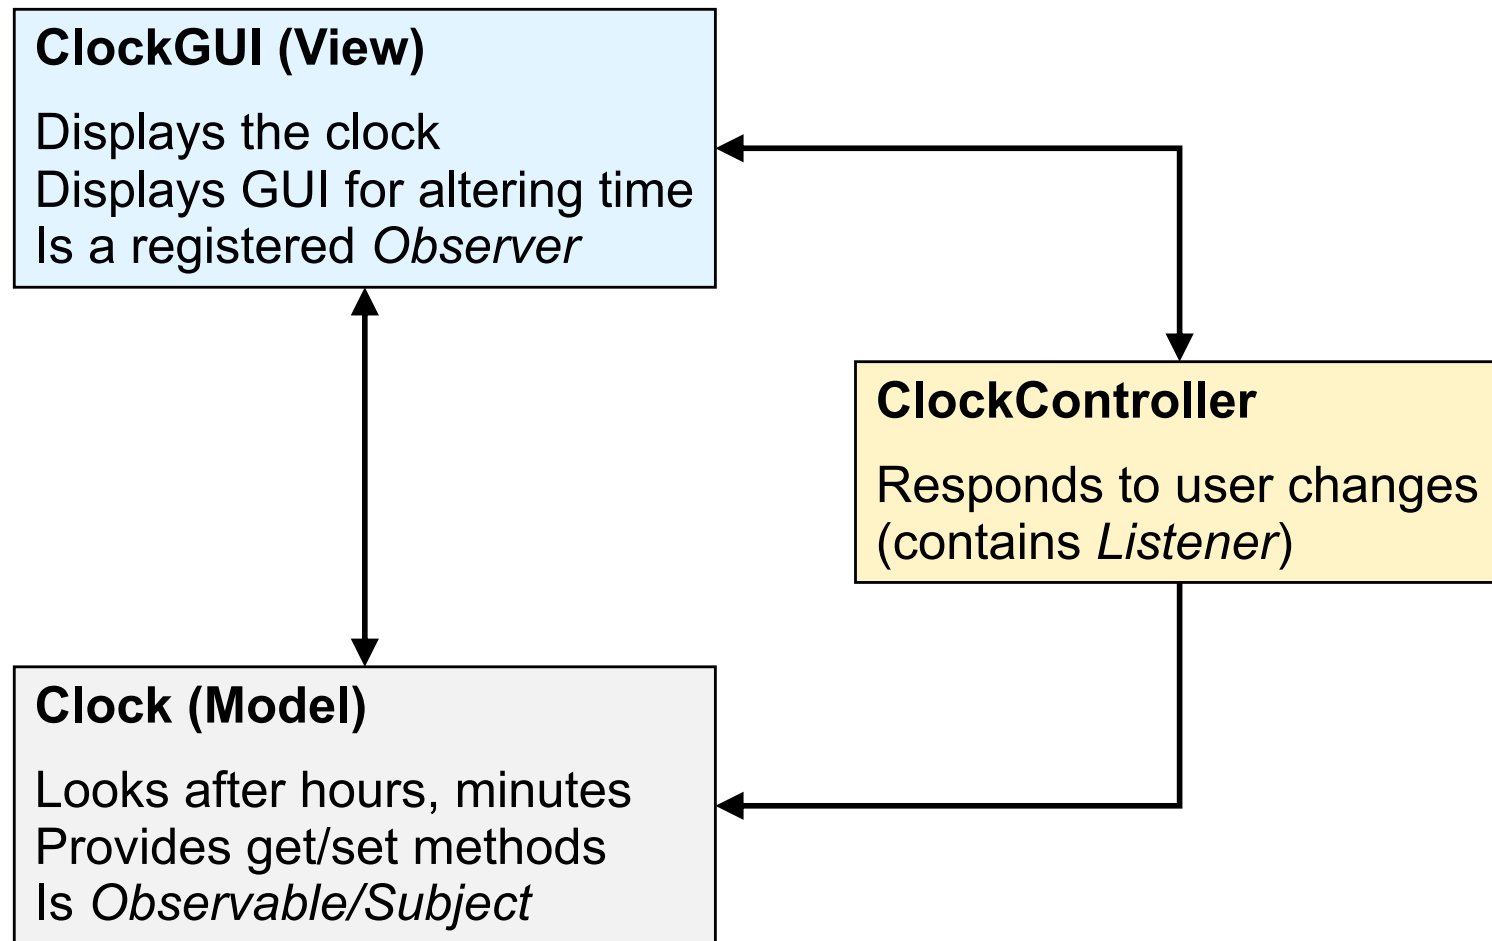 ClockGUI (View)
Displays the clock
Displays GUI for altering time
Is a registered Observer
ClockController
Responds to user changes
(contains Listener)
Clock (Model)
Looks after hours, minutes
Provides get/set methods
Is Observable/Subject